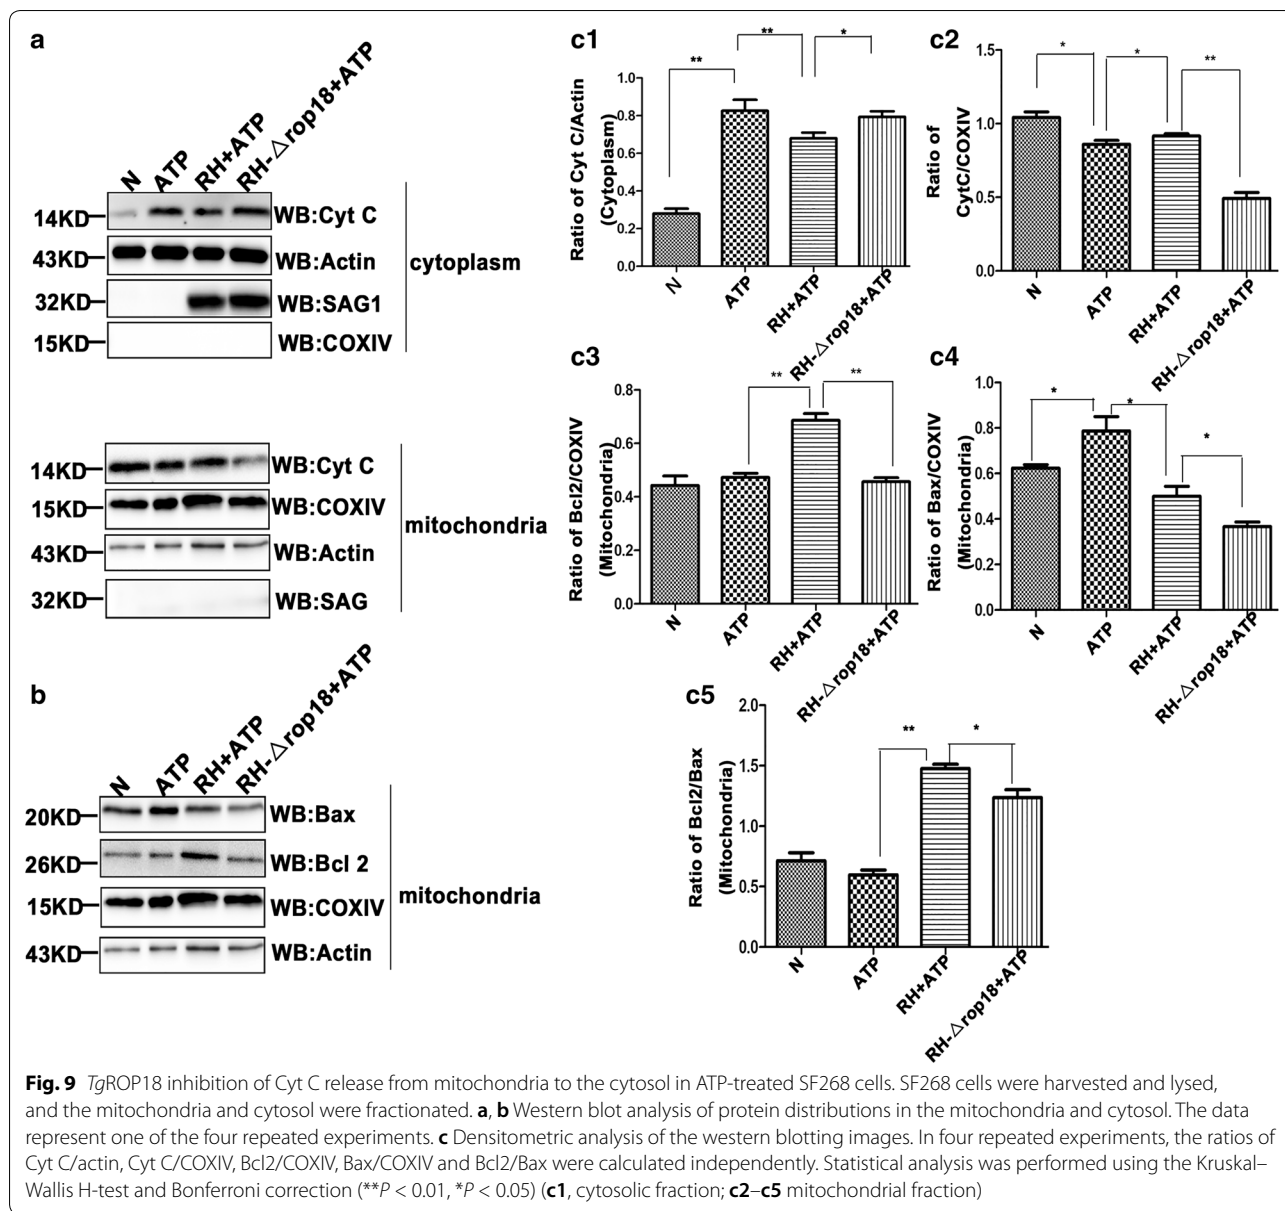 a
N
ATP
RH+ATP
RH-△rop18+ATP
14KD
WB:Cyt C
43KD
WB:Actin
32KD
WB:SAG1
15KD
WB:COXIV
cytoplasm
14KD
WB:Cyt C
15KD
WB:COXIV
43KD
WB:Actin
32KD
WB:SAG
mitochondria
b
N
ATP
RH+ATP
RH-△rop18+ATP
20KD
WB:Bax
26KD
WB:Bcl 2
15KD
WB:COXIV
43KD
WB:Actin
mitochondria
c1
Ratio of Cyt C/Actin
(Cytoplasm)
1.0
0.8
0.6
0.4
0.2
0.0
**
**
*
N
ATP
RH+ATP
RH-△rop18+ATP
c2
Ratio of
CytC/COXIV
1.5
1.0
0.5
0.0
*
*
**
N
ATP
RH+ATP
RH-△rop18+ATP
c3
Ratio of Bcl2/COXIV
(Mitochondria)
0.8
0.6
0.4
0.2
0.0
**
**
N
ATP
RH+ATP
RH-△rop18+ATP
c4
Ratio of Bax/COXIV
(Mitochondria)
1.0
0.8
0.6
0.4
0.2
0.0
*
*
*
N
ATP
RH+ATP
RH-△rop18+ATP
c5
Ratio of Bcl2/Bax
(Mitochondria)
2.0
1.5
1.0
0.5
0.0
**
*
N
ATP
RH+ATP
RH-△rop18+ATP
Fig. 9 TgROP18 inhibition of Cyt C release from mitochondria to the cytosol in ATP-treated SF268 cells. SF268 cells were harvested and lysed,
and the mitochondria and cytosol were fractionated. a, b Western blot analysis of protein distributions in the mitochondria and cytosol. The data
represent one of the four repeated experiments. c Densitometric analysis of the western blotting images. In four repeated experiments, the ratios of
Cyt C/actin, Cyt C/COXIV, Bcl2/COXIV, Bax/COXIV and Bcl2/Bax were calculated independently. Statistical analysis was performed using the Kruskal–
Wallis H-test and Bonferroni correction (**P < 0.01, *P < 0.05) (c1, cytosolic fraction; c2–c5 mitochondrial fraction)